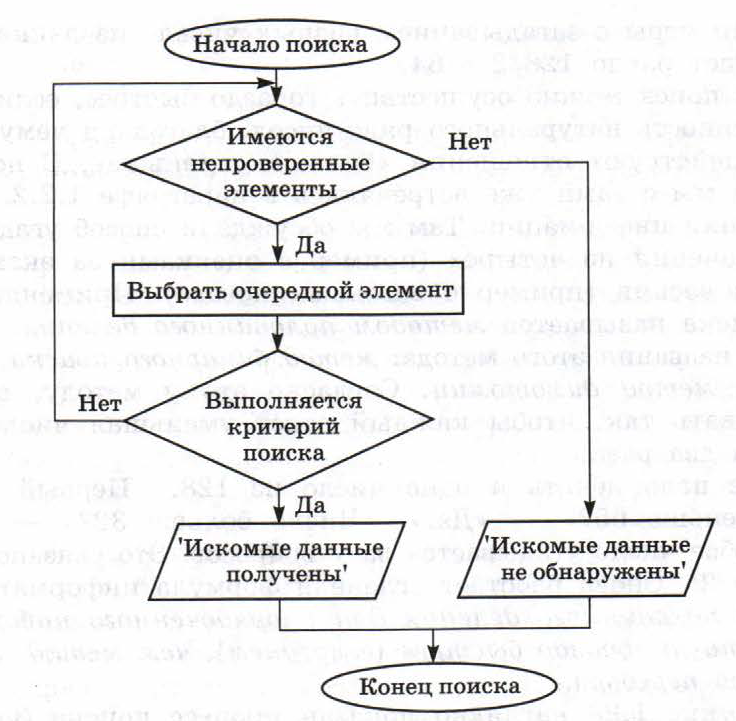 Начало поиска
Имеются
непроверенные
элементы
Нет
Да
Выбрать очередной элемент
Нет
Выполняется
критерий
поиска
Да
'Искомые данные
получены'
'Искомые данные
не обнаружены'
Конец поиска